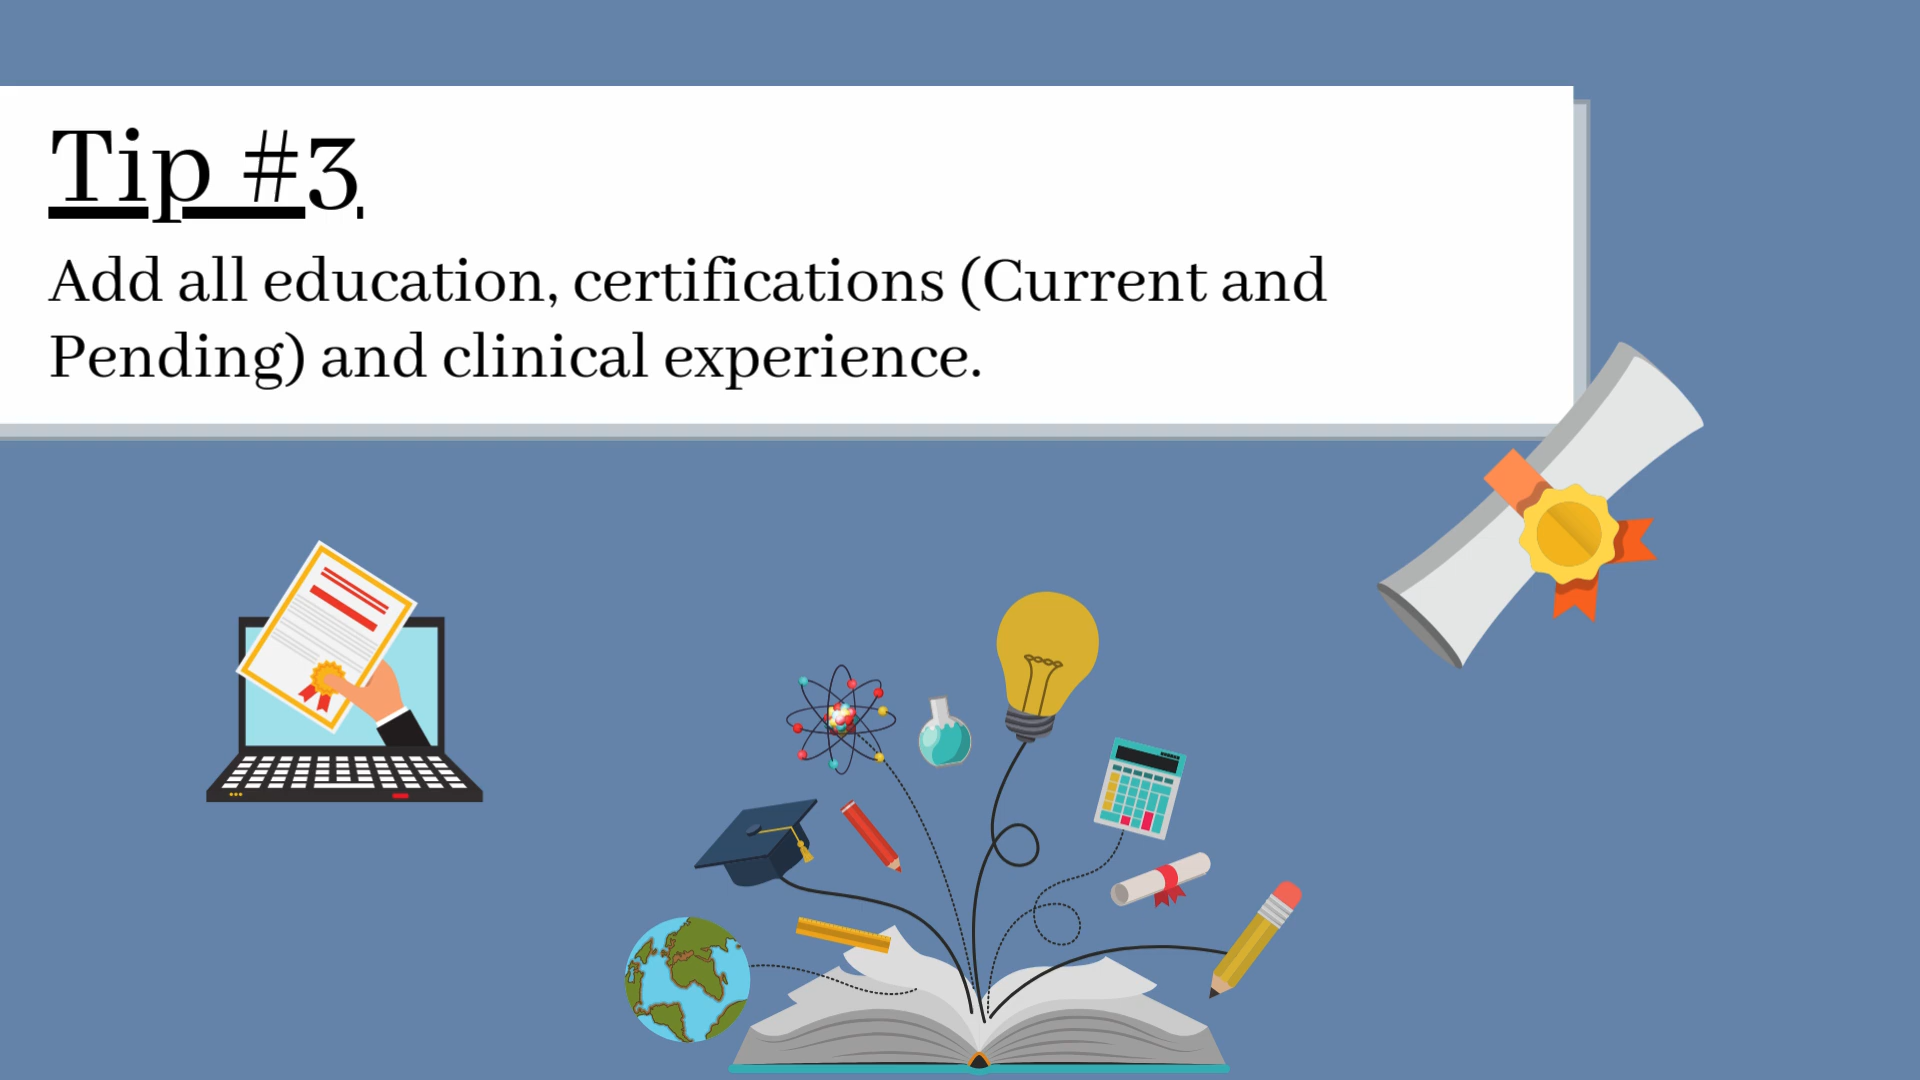 Tip #3
Add all education, certifications (Current and
Pending) and clinical experience.